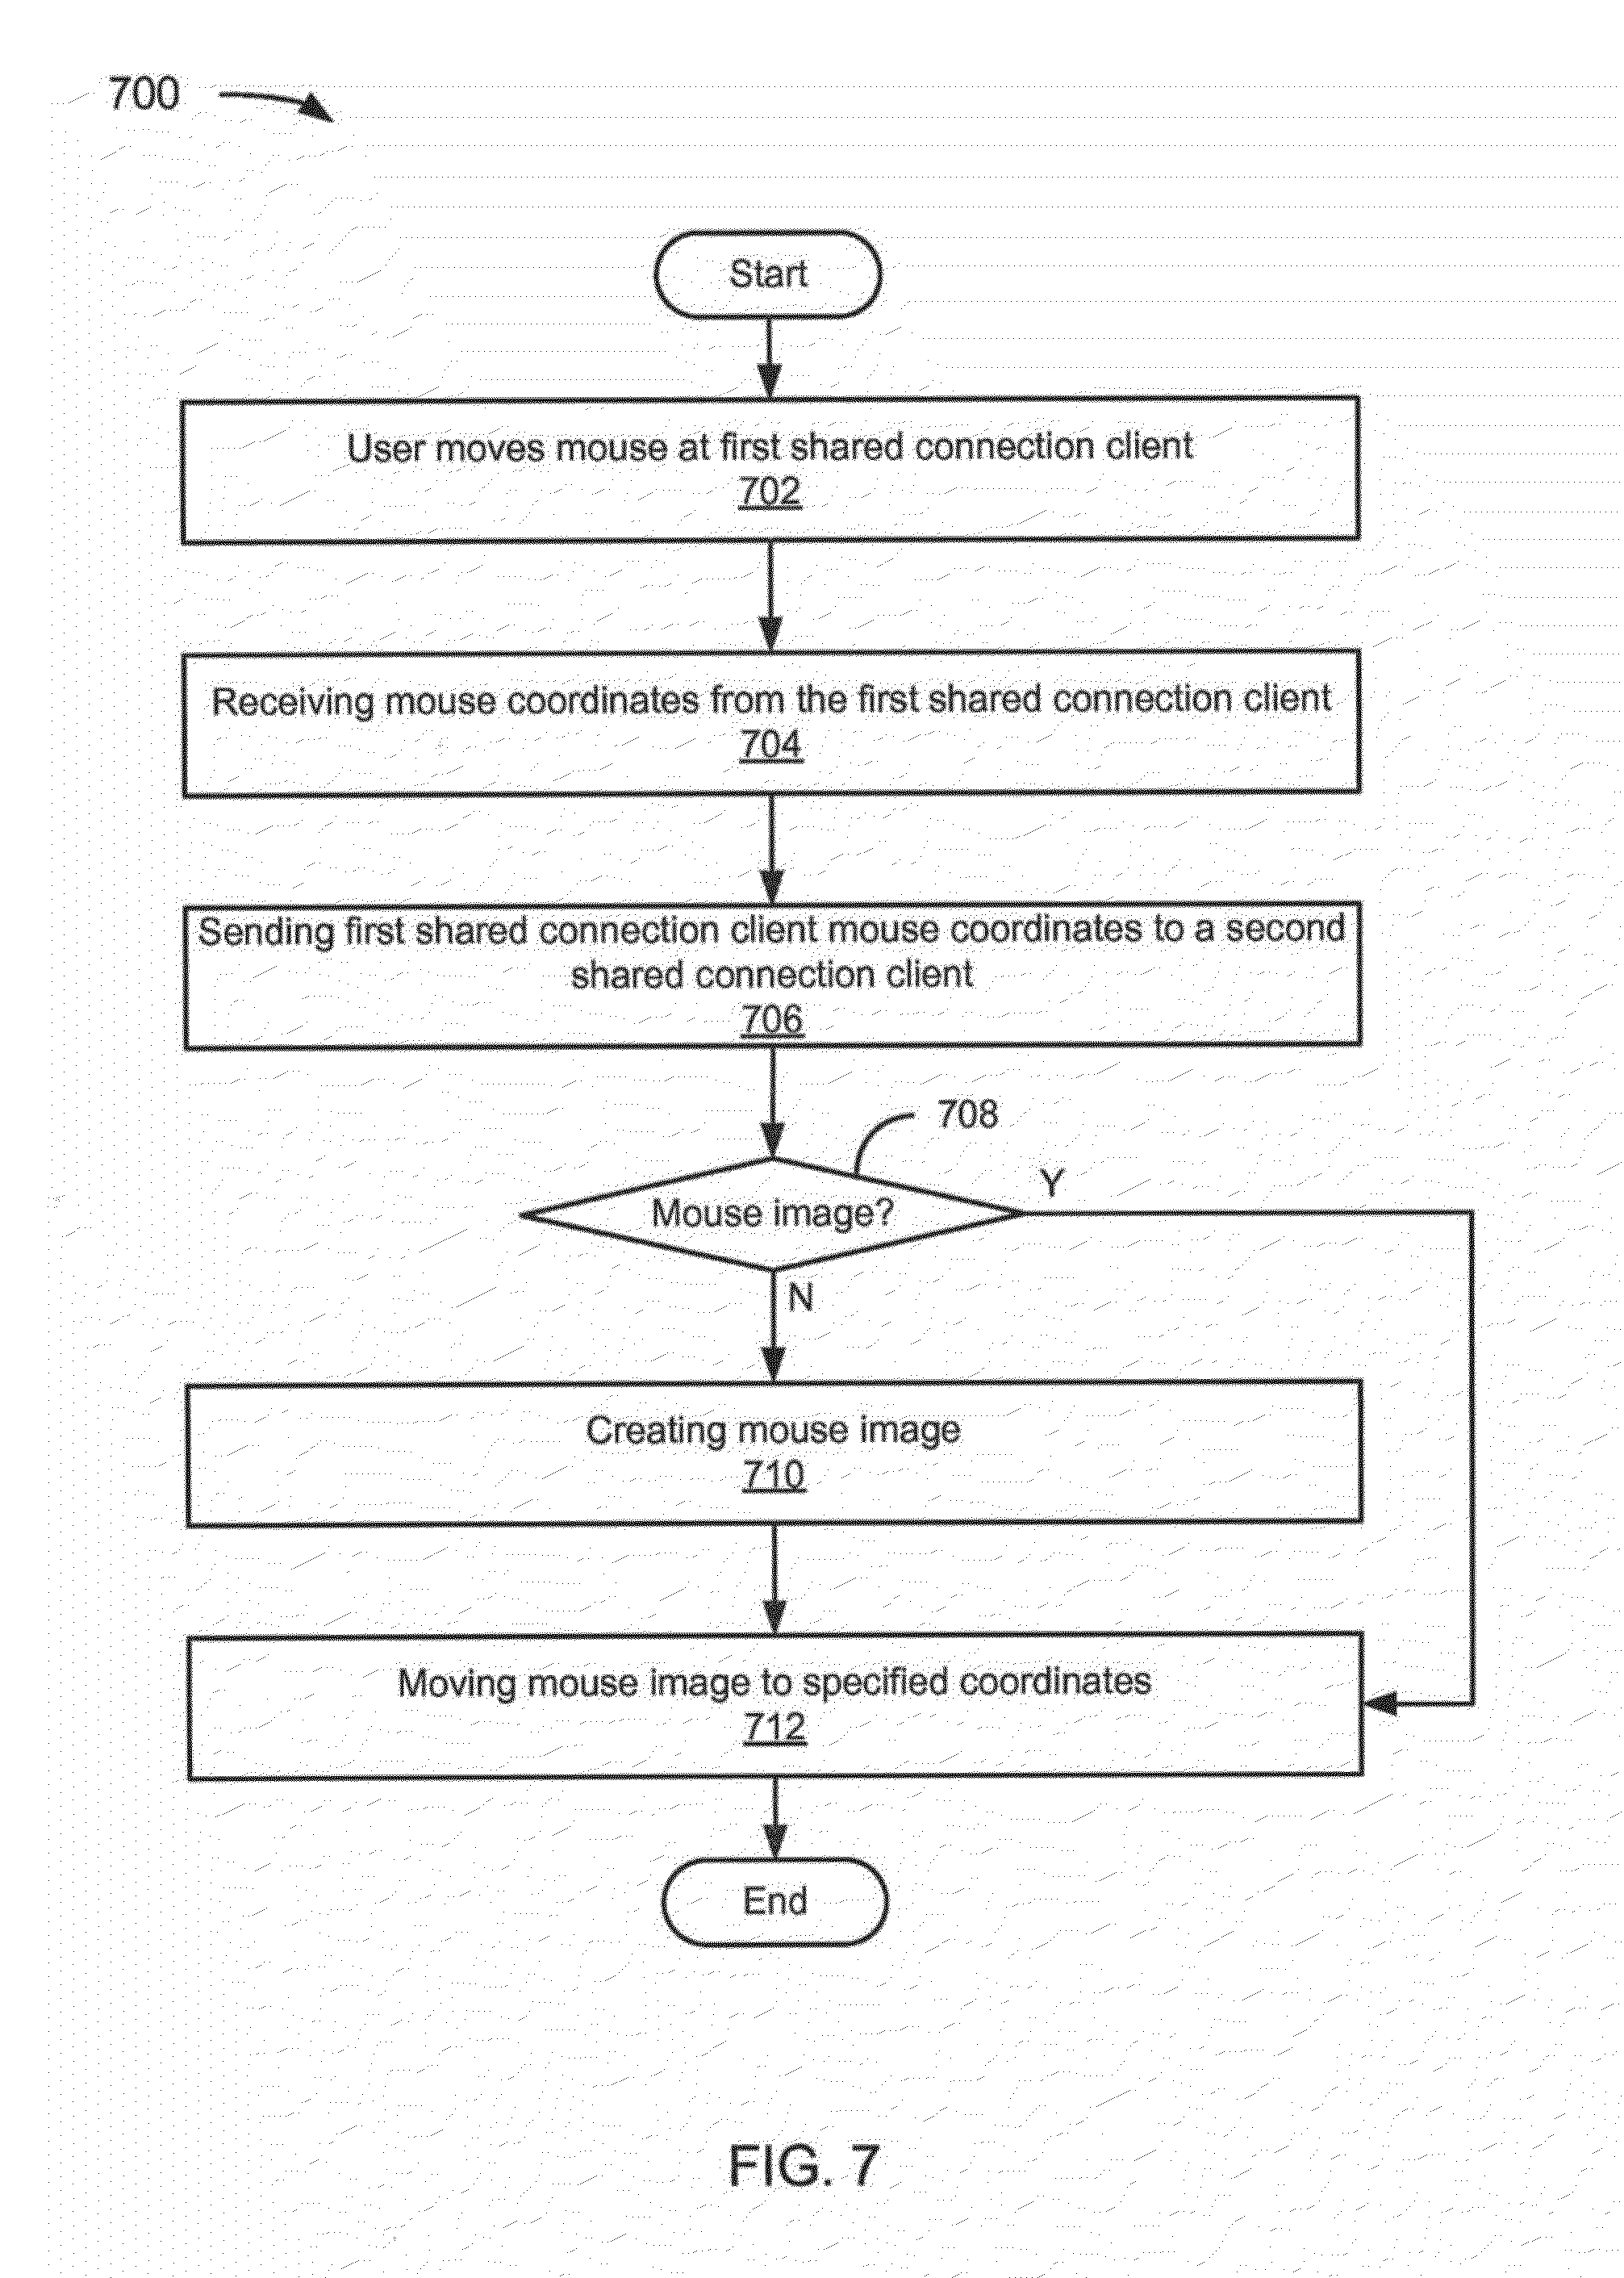 700
Start
User moves mouse at first shared connection client
702
Receiving mouse coordinates from the first shared connection client
704
Sending first shared connection client mouse coordinates to a second
shared connection client
706
708
Mouse image?
Y
N
Creating mouse image
710
Moving mouse image to specified coordinates
712
End
FIG. 7